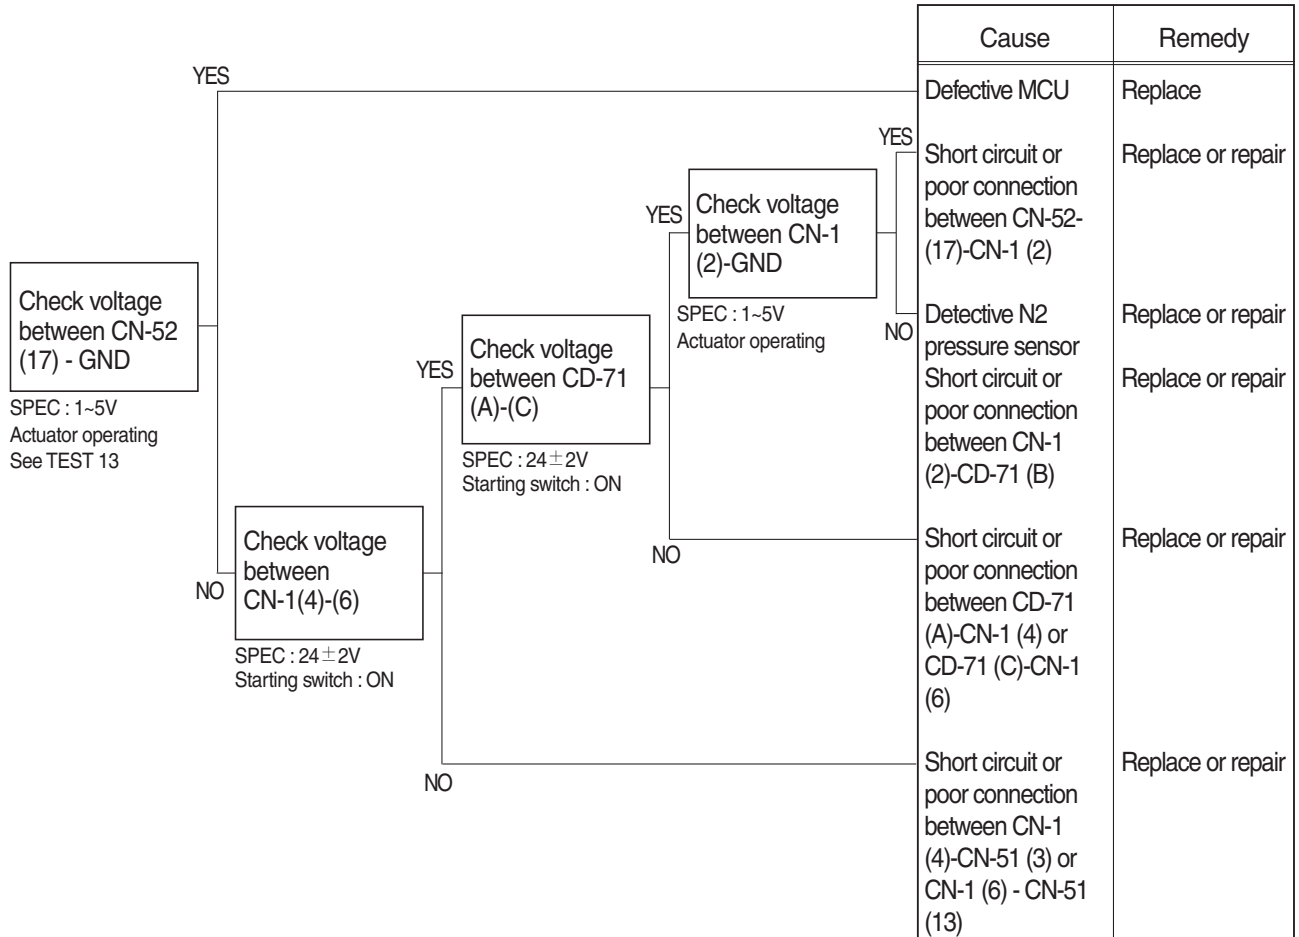 Cause
Remedy
YES
Defective MCU
Replace
YES
Short circuit or
poor connection
between CN-52-
(17)-CN-1 (2)
Replace or repair
YES
Check voltage
between CN-1
(2)-GND
SPEC : 1~5V
Actuator operating
NO
Detective N2
pressure sensor
Replace or repair
Short circuit or
poor connection
between CN-1
(2)-CD-71 (B)
Replace or repair
Check voltage
between CN-52
(17) - GND
SPEC : 1~5V
Actuator operating
See TEST 13
YES
Check voltage
between CD-71
(A)-(C)
SPEC : 24±2V
Starting switch : ON
NO
Short circuit or
poor connection
between CD-71
(A)-CN-1 (4) or
CD-71 (C)-CN-1
(6)
Replace or repair
NO
Check voltage
between
CN-1(4)-(6)
SPEC : 24±2V
Starting switch : ON
NO
Short circuit or
poor connection
between CN-1
(4)-CN-51 (3) or
CN-1 (6) - CN-51
(13)
Replace or repair